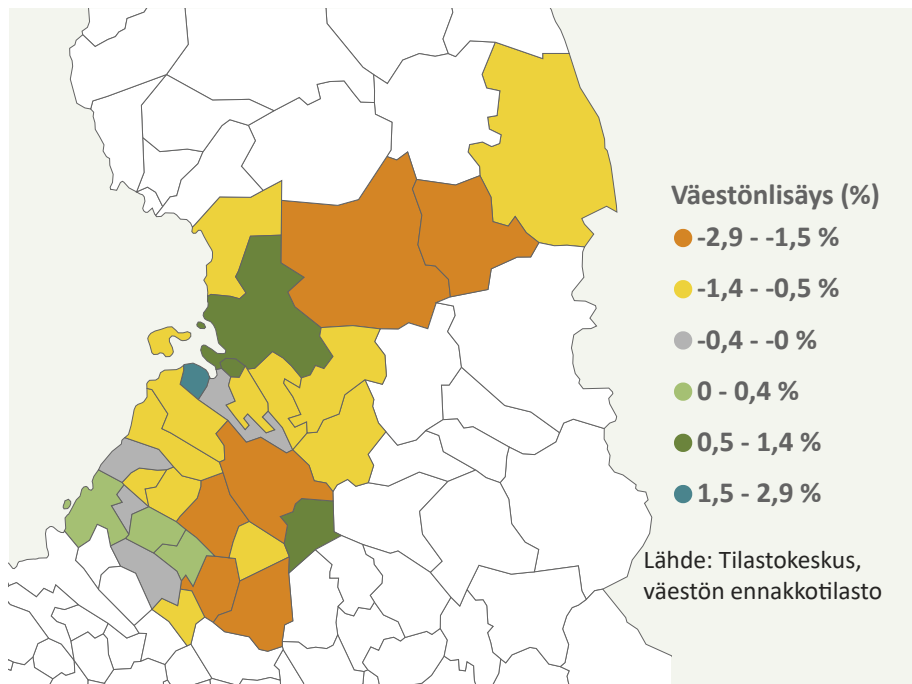 Väestönlisäys (%)
-2,9 - -1,5 %
-1,4 - -0,5 %
-0,4 - -0 %
0 - 0,4 %
0,5 - 1,4 %
1,5 - 2,9 %
Lähde: Tilastokeskus,
väestön ennakkotilasto